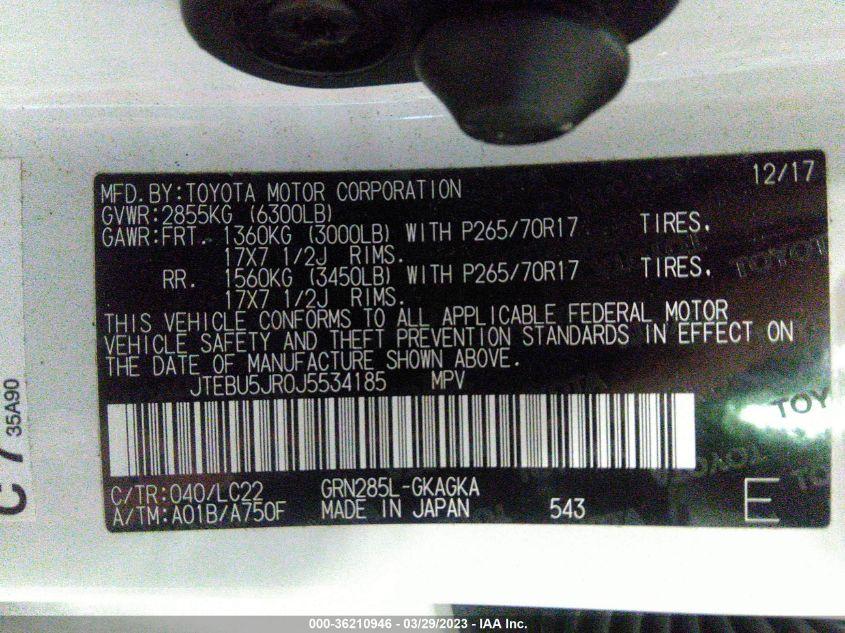 12/17
MFD.BY:TOYOTA MOTOR CORPORATION
GVWR:2855KG (6300LB)
GAWR:FRT. 1360KG (3000LB) WITH P265/70R17 TIRES,
17X7 1/2J RIMS.
RR. 1560KG (3450LB) WITH P265/70R17 TIRES,
17X7 1/2J RIMS.
THIS VEHICLE CONFORMS TO ALL APPLICABLE FEDERAL MOTOR
VEHICLE SAFETY AND THEFT PREVENTION STANDARDS IN EFFECT ON
THE DATE OF MANUFACTURE SHOWN ABOVE.
JTEBU5JR0J5534185 MPV
C/TR:040/LC22 GRN285L-GKAGKA
A/TM:A01B/A750F MADE IN JAPAN 543 E
35A90
TOYOTA
TOYOTA
TOY
000-36210946 - 03/29/2023 - IAA Inc.